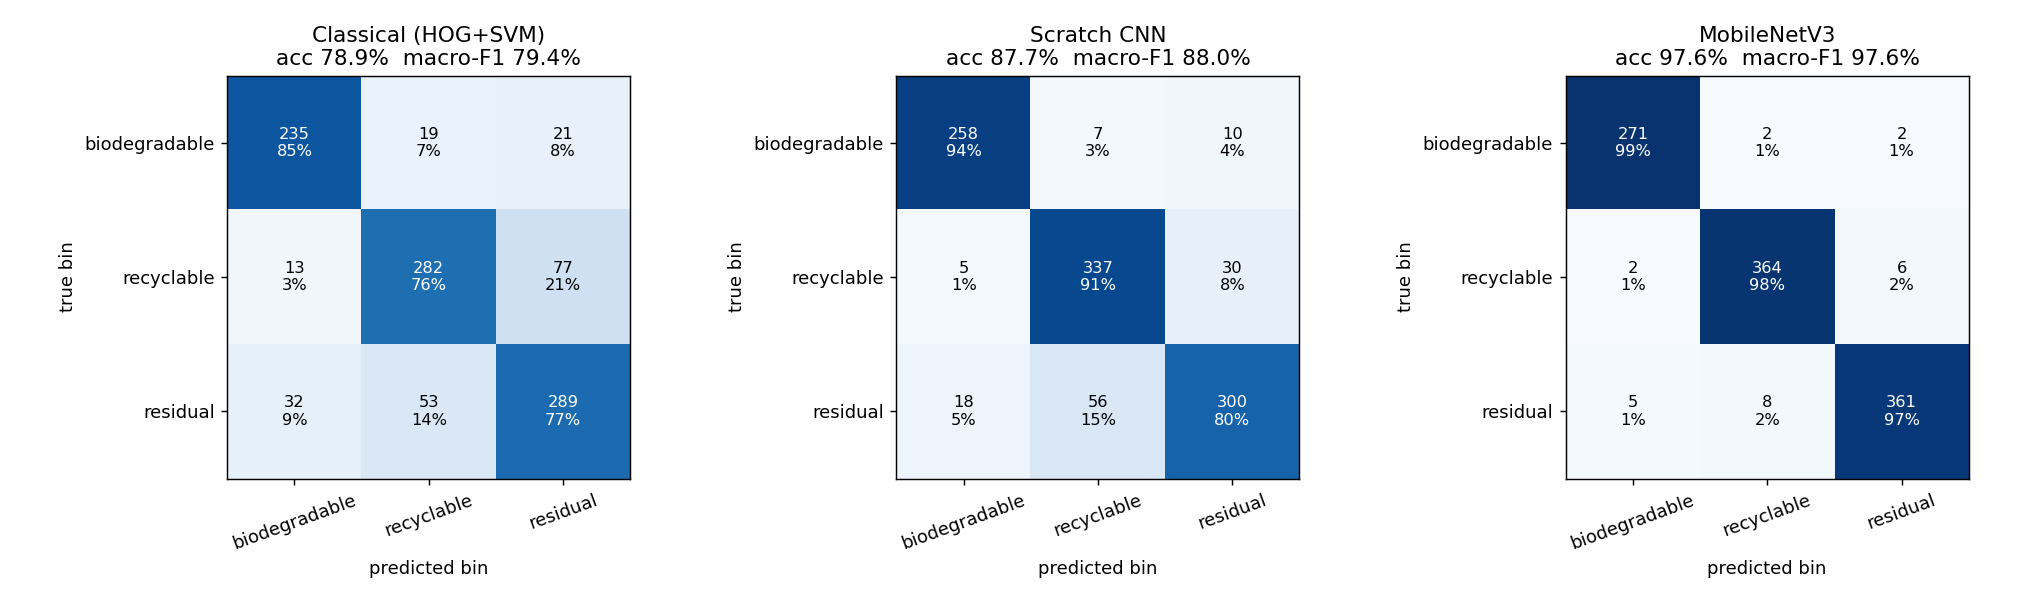 Classical (HOG+SVM)
acc 78.9%  macro-F1 79.4%
true bin
biodegradable
recyclable
residual
235
85%
19
7%
21
8%
13
3%
282
76%
77
21%
32
9%
53
14%
289
77%
biodegradable
recyclable
residual
predicted bin
Scratch CNN
acc 87.7%  macro-F1 88.0%
true bin
biodegradable
recyclable
residual
258
94%
7
3%
10
4%
5
1%
337
91%
30
8%
18
5%
56
15%
300
80%
biodegradable
recyclable
residual
predicted bin
MobileNetV3
acc 97.6%  macro-F1 97.6%
true bin
biodegradable
recyclable
residual
271
99%
2
1%
2
1%
2
1%
364
98%
6
2%
5
1%
8
2%
361
97%
biodegradable
recyclable
residual
predicted bin